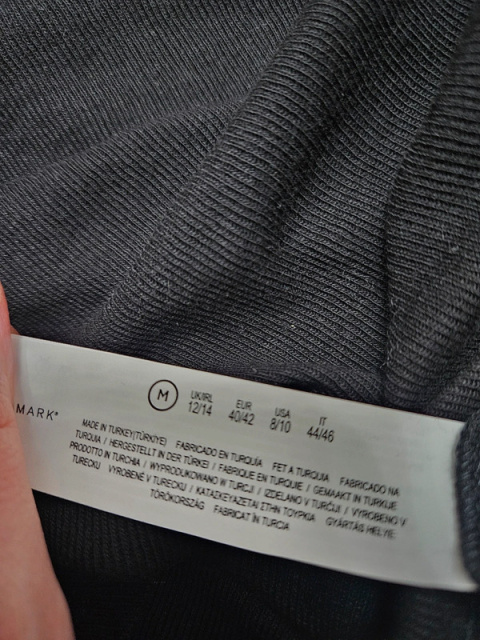 MARK®
M
UK/IRL EUR USA IT
12/14 40/42 8/10 44/46
MADE IN TURKEY(TÜRKİYE) FABRICADO EN TURQUÍA FET A TURQUIA FABRICADO NA
TURQUIA / HERGESTELLT IN DER TÜRKEI / FABRIQUE EN TURQUIE / GEMAAKT IN TURKIJE
PRODOTTO IN TURCHIA / WYPRODUKOWANO W TURCJI / IZDELANO V TURČIJI / VYROBENO V
TURECKU VYROBENÉ V TURECKU / ΚΑΤΑΣΚΕΥΑΖΕΤΑΙ ΣΤΗΝ ΤΟΥΡΚΙΑ GYÁRTÁS HELYE:
TÖRÖKORSZÁG FABRICAT ÎN TURCIA